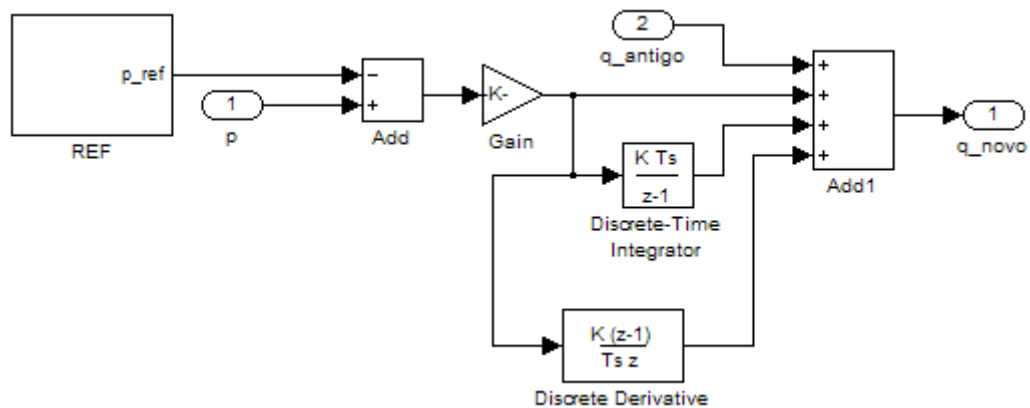 2
q_antigo
p_ref
−
+
1
p
REF
Add
-K-
Gain
+
+
+
+
Add1
1
q_novo
K Ts
z-1
Discrete-Time
Integrator
K (z-1)
Ts z
Discrete Derivative